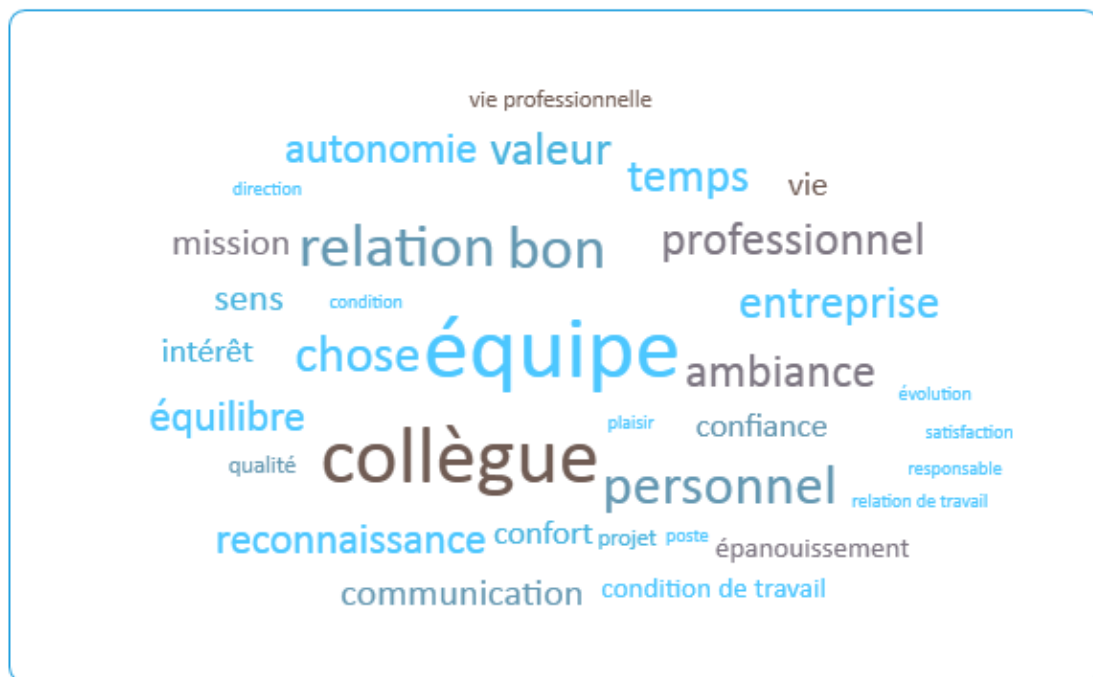 vie professionnelle
autonomie valeur
temps vie
direction
mission relation bon professionnel
sens condition entreprise
intérêt chose équipe ambiance
évolution
équilibre plaisir confiance satisfaction
qualité collègue responsable
personnel relation de travail
reconnaissance confort projet poste épanouissement
communication condition de travail